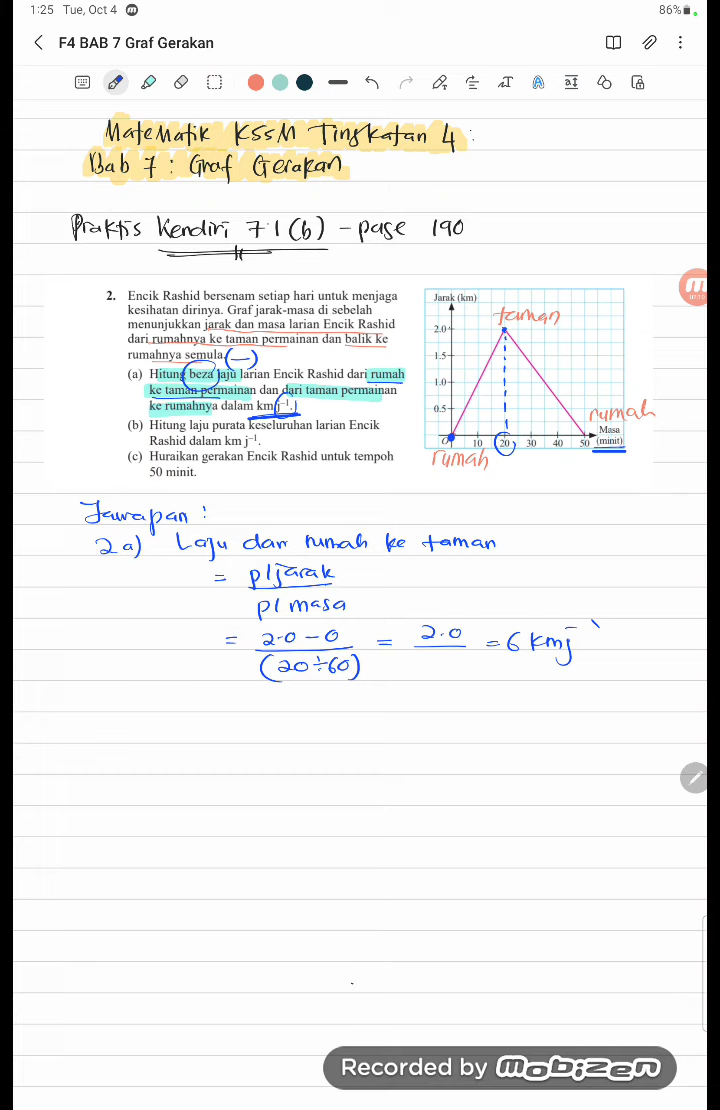 1:25 Tue, Oct 4 86%
F4 BAB 7 Graf Gerakan
Matematik KSSM Tingkatan 4 :
Bab 7 : Graf Gerakan
Praktis Kendiri 7.1 (b) - page 190
2. Encik Rashid bersenam setiap hari untuk menjaga
kesihatan dirinya. Graf jarak-masa di sebelah
menunjukkan jarak dan masa larian Encik Rashid
dari rumahnya ke taman permainan dan balik ke
rumahnya semula. (−)
(a) Hitung beza laju larian Encik Rashid dari rumah
ke taman permainan dan dari taman permainan
ke rumahnya dalam km j⁻¹.
(b) Hitung laju purata keseluruhan larian Encik
Rashid dalam km j⁻¹.
(c) Huraikan gerakan Encik Rashid untuk tempoh
50 minit.
Jarak (km)
taman
2.0
1.5
1.0
0.5
rumah
O 10 20 30 40 50
Masa
(minit)
rumah
Jawapan :
2a) Laju dari rumah ke taman
= p/jarak
p/masa
= 2.0 - 0 = 2.0 = 6 kmj⁻
(20÷60)
Recorded by mobizen